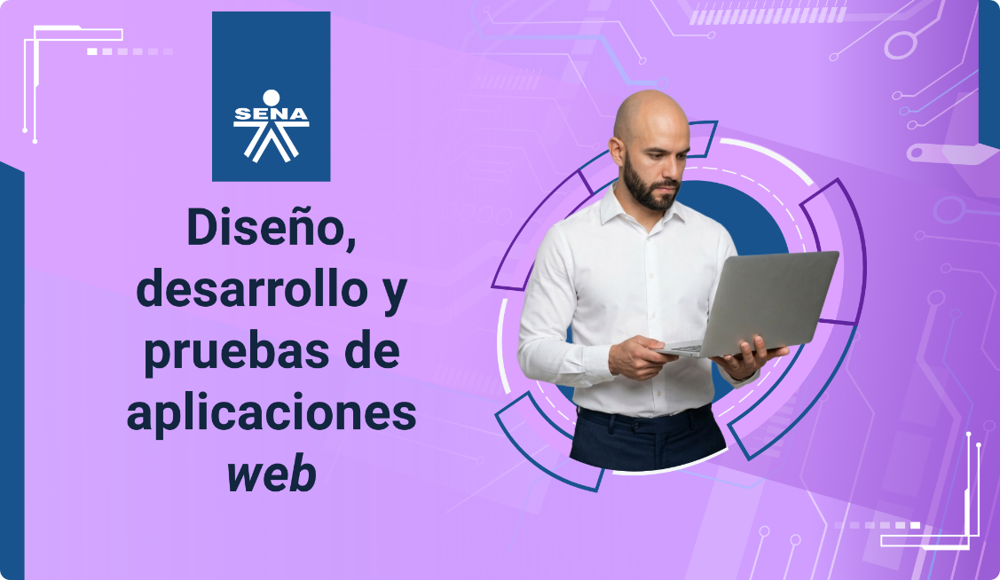 SENA
Diseño,
desarrollo y
pruebas de
aplicaciones
web